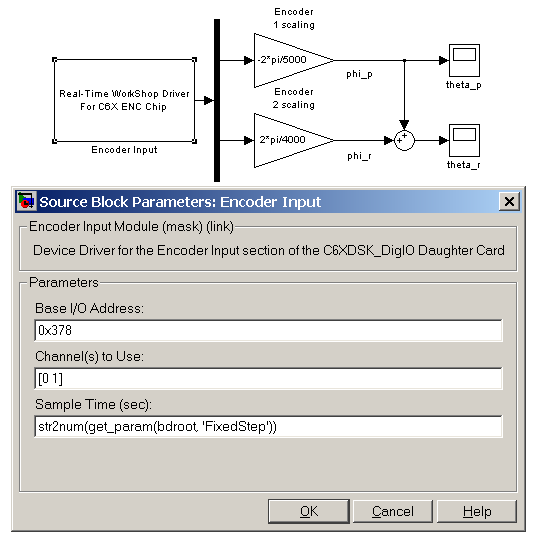 Encoder
1 scaling
-2*pi/5000
phi_p
theta_p
Real-Time WorkShop Driver
For C6X ENC Chip
Encoder Input
Encoder
2 scaling
2*pi/4000
phi_r
++
theta_r
Source Block Parameters: Encoder Input
Encoder Input Module (mask) (link)
Device Driver for the Encoder Input section of the C6XDSK_DigIO Daughter Card
Parameters
Base I/O Address:
0x378
Channel(s) to Use:
[0 1]
Sample Time (sec):
str2num(get_param(bdroot, 'FixedStep'))
OK Cancel Help